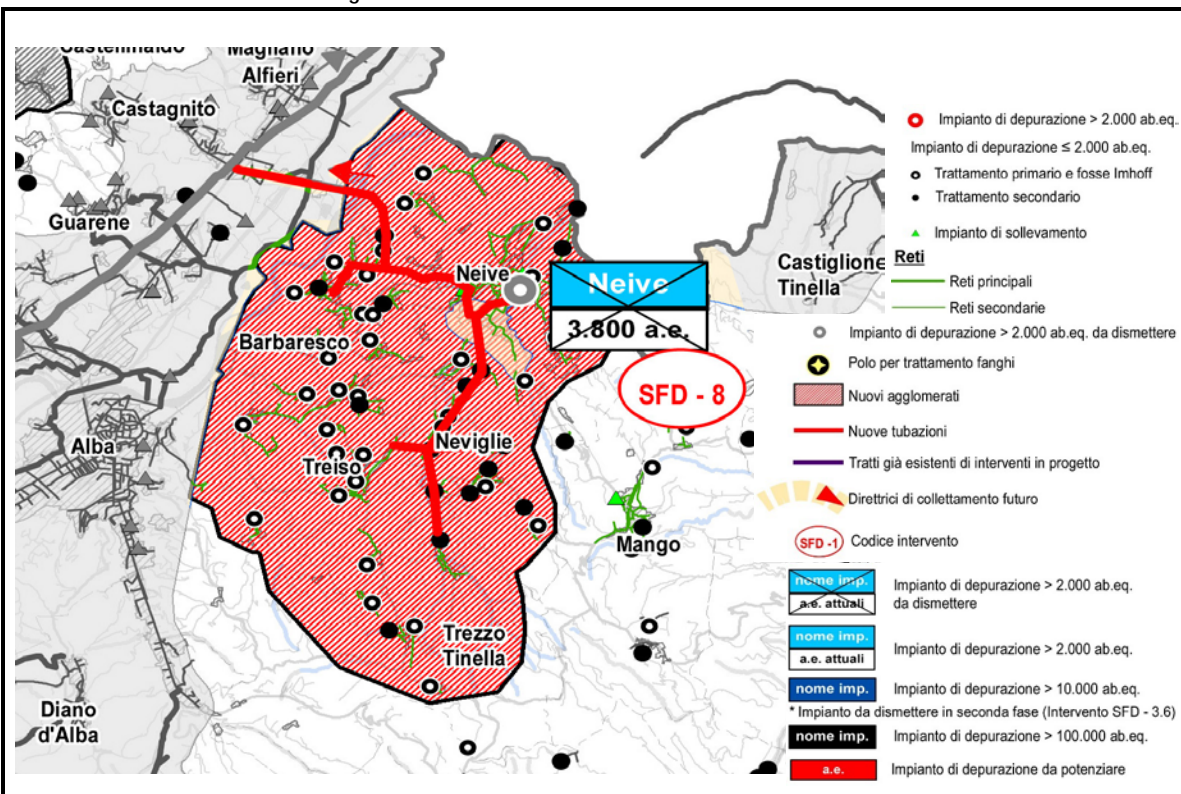 Magliano
Alfieri
Castagnito
Guarene
Neive
Neive
3.800 a.e.
SFD - 8
Castiglione
Tinella
Barbaresco
Alba
Neviglie
Treiso
Mango
Trezzo
Tinella
Diano
d'Alba
Impianto di depurazione > 2.000 ab.eq.
Impianto di depurazione ≤ 2.000 ab.eq.
Trattamento primario e fosse Imhoff
Trattamento secondario
Impianto di sollevamento
Reti
Reti principali
Reti secondarie
Impianto di depurazione > 2.000 ab.eq. da dismettere
Polo per trattamento fanghi
Nuovi agglomerati
Nuove tubazioni
Tratti già esistenti di interventi in progetto
Direttrici di collettamento futuro
SFD -1 Codice intervento
nome imp.
a.e. attuali
Impianto di depurazione > 2.000 ab.eq.
da dismettere
nome imp.
a.e. attuali
Impianto di depurazione > 2.000 ab.eq.
nome imp. Impianto di depurazione > 10.000 ab.eq.
* Impianto da dismettere in seconda fase (Intervento SFD - 3.6)
nome imp. Impianto di depurazione > 100.000 ab.eq.
a.e. Impianto di depurazione da potenziare